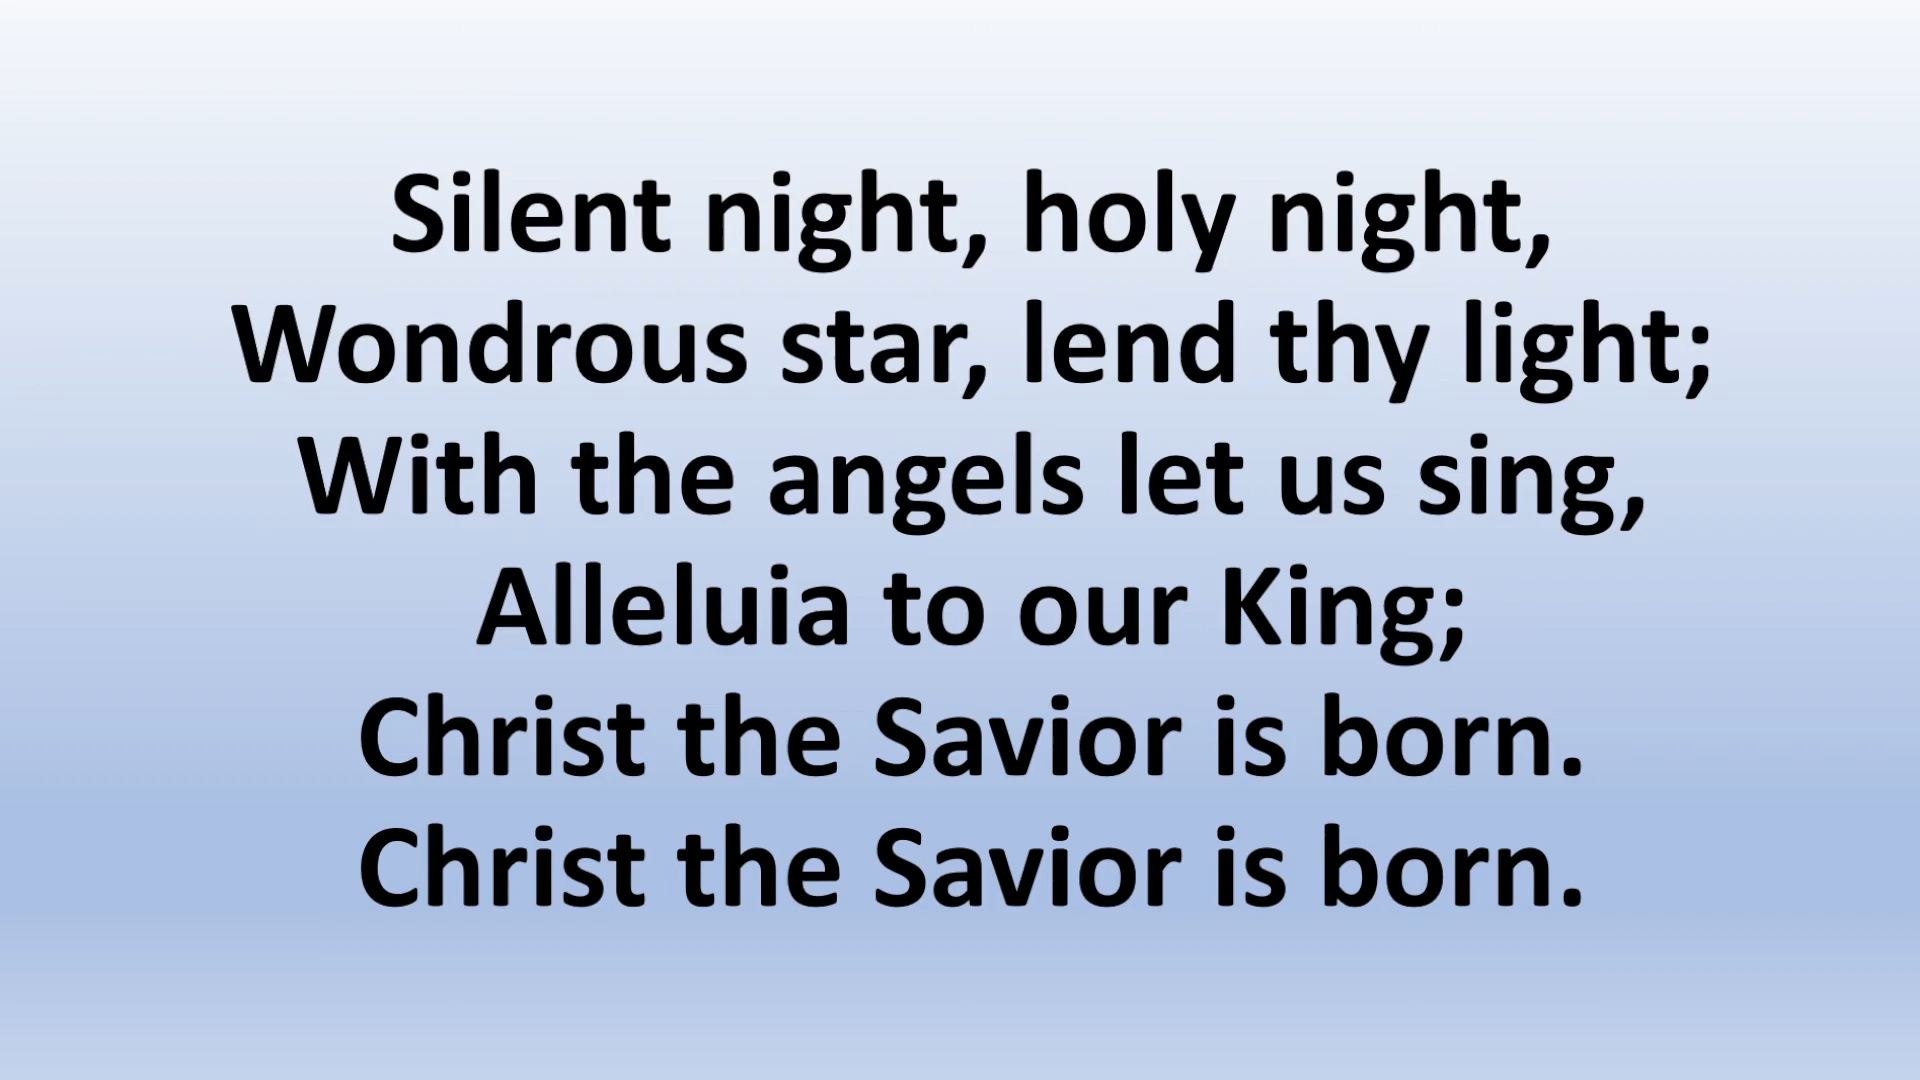 Silent night, holy night,
Wondrous star, lend thy light;
With the angels let us sing,
Alleluia to our King;
Christ the Savior is born.
Christ the Savior is born.